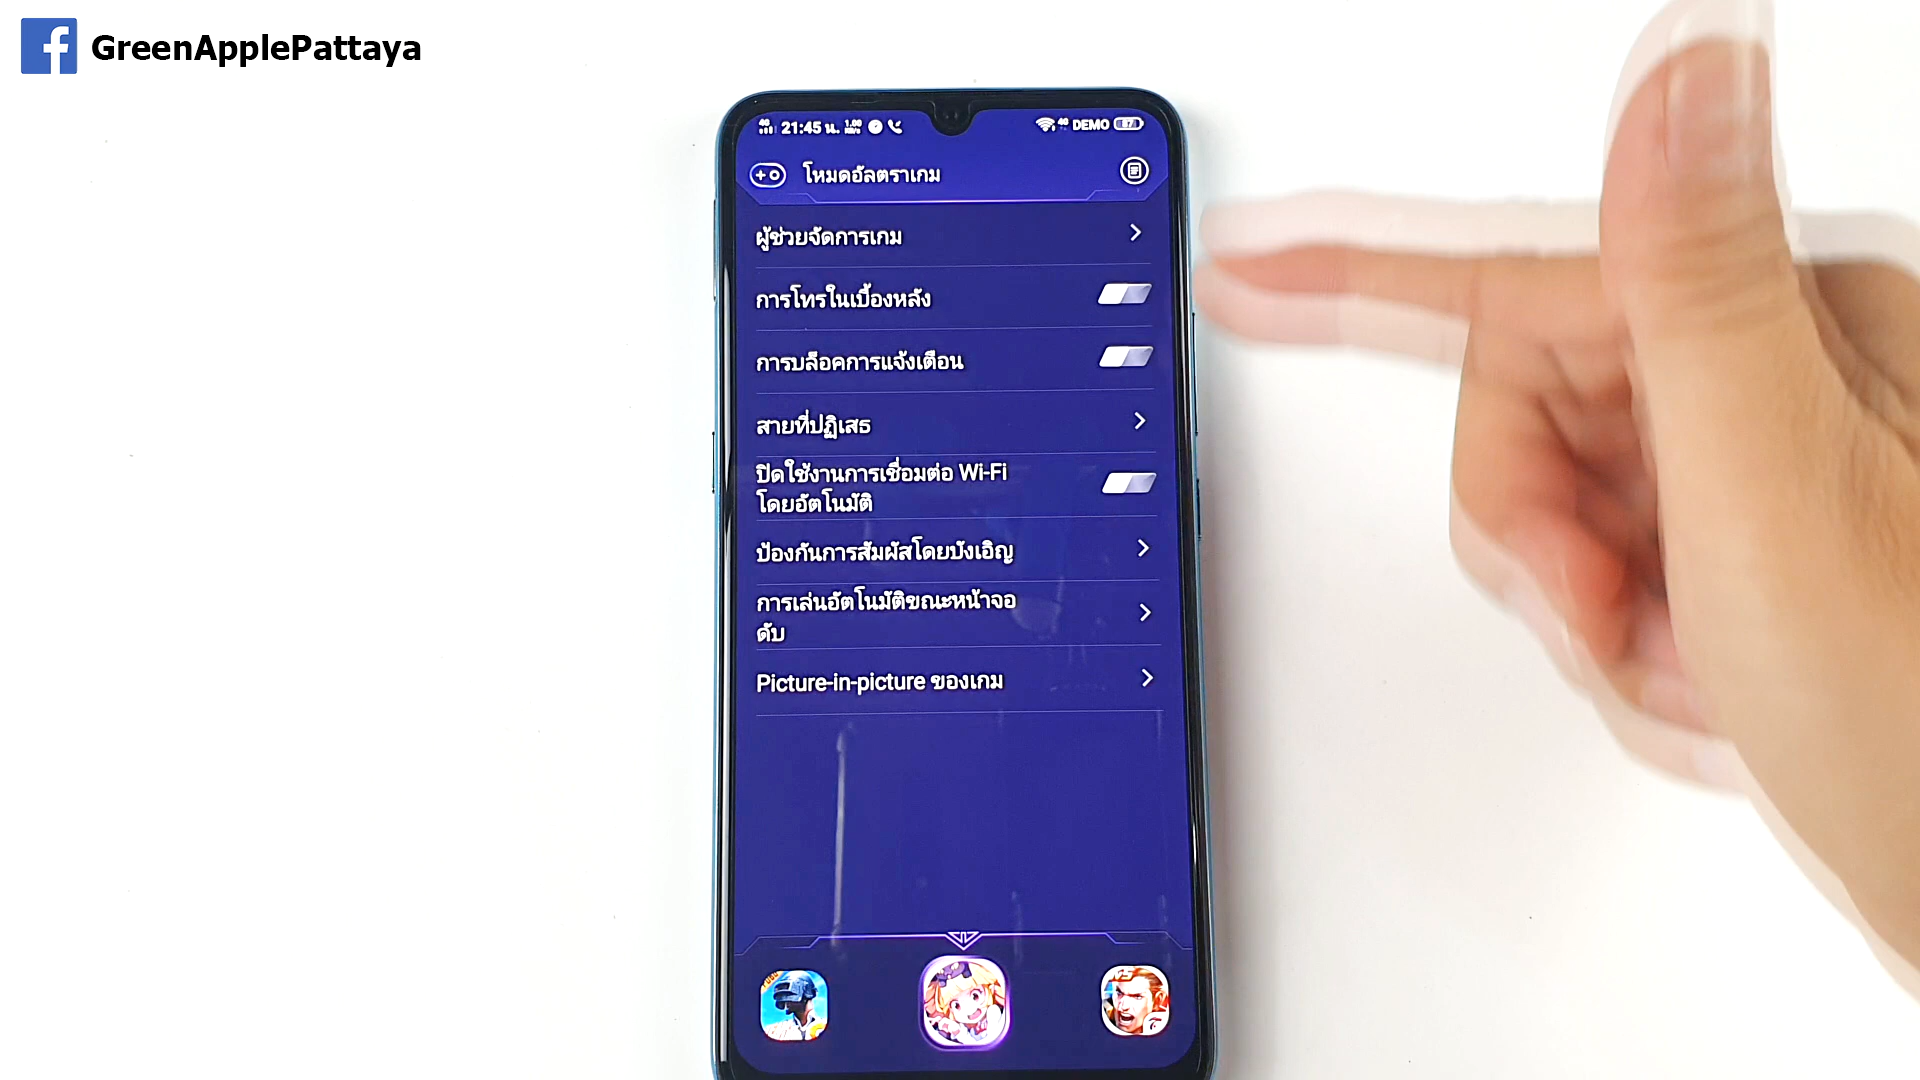 GreenApplePattaya
4G 21:45 น. 1.00 4G DEMO 87
โหมดอัลตราเกม
ผู้ช่วยจัดการเกม
การโทรในเบื้องหลัง
การบล็อคการแจ้งเตือน
สายที่ปฏิเสธ
ปิดใช้งานการเชื่อมต่อ Wi-Fi
โดยอัตโนมัติ
ป้องกันการสัมผัสโดยบังเอิญ
การเล่นอัตโนมัติขณะหน้าจอ
ดับ
Picture-in-picture ของเกม